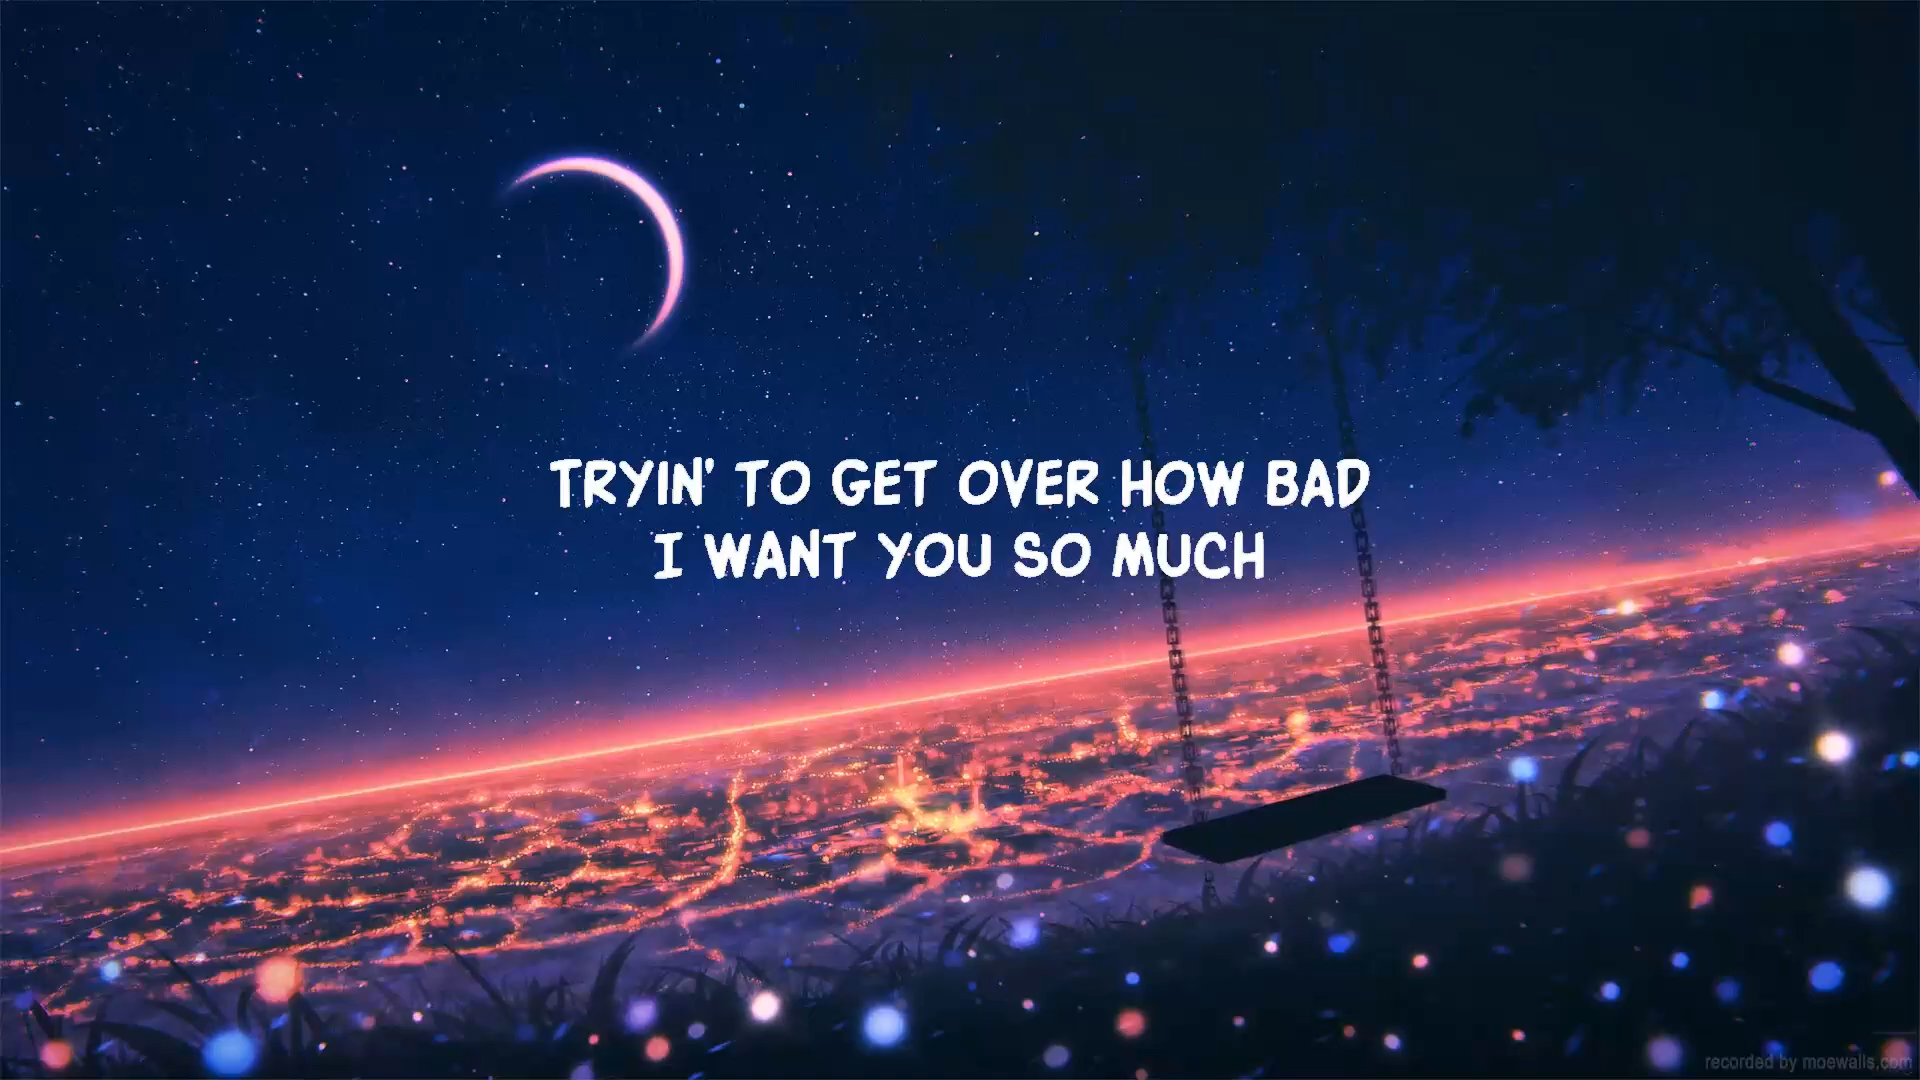 TRYIN' TO GET OVER HOW BAD
I WANT YOU SO MUCH
recorded by moewalls.com